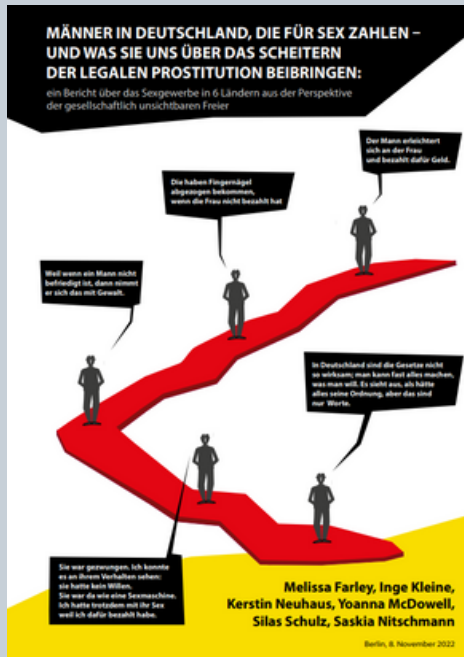 MÄNNER IN DEUTSCHLAND, DIE FÜR SEX ZAHLEN –
UND WAS SIE UNS ÜBER DAS SCHEITERN
DER LEGALEN PROSTITUTION BEIBRINGEN:
ein Bericht über das Sexgewerbe in 6 Ländern aus der Perspektive
der gesellschaftlich unsichtbaren Freier
Der Mann erleichtert
sich an der Frau
und bezahlt dafür Geld.
Die haben Fingernägel
abgezogen bekommen,
wenn die Frau nicht bezahlt hat
Weil wenn ein Mann nicht
befriedigt ist, dann nimmt
er sich das mit Gewalt.
In Deutschland sind die Gesetze nicht
so wirksam; man kann fast alles machen,
was man will. Es sieht aus, als hätte
alles seine Ordnung, aber das sind
nur Worte.
Sie war gezwungen. Ich konnte
es an ihrem Verhalten sehen:
sie hatte kein Willen.
Sie war da wie eine Sexmaschine.
Ich hatte trotzdem mit ihr Sex
weil ich dafür bezahlt habe.
Melissa Farley, Inge Kleine,
Kerstin Neuhaus, Yoanna McDowell,
Silas Schulz, Saskia Nitschmann
Berlin, 8. November 2022